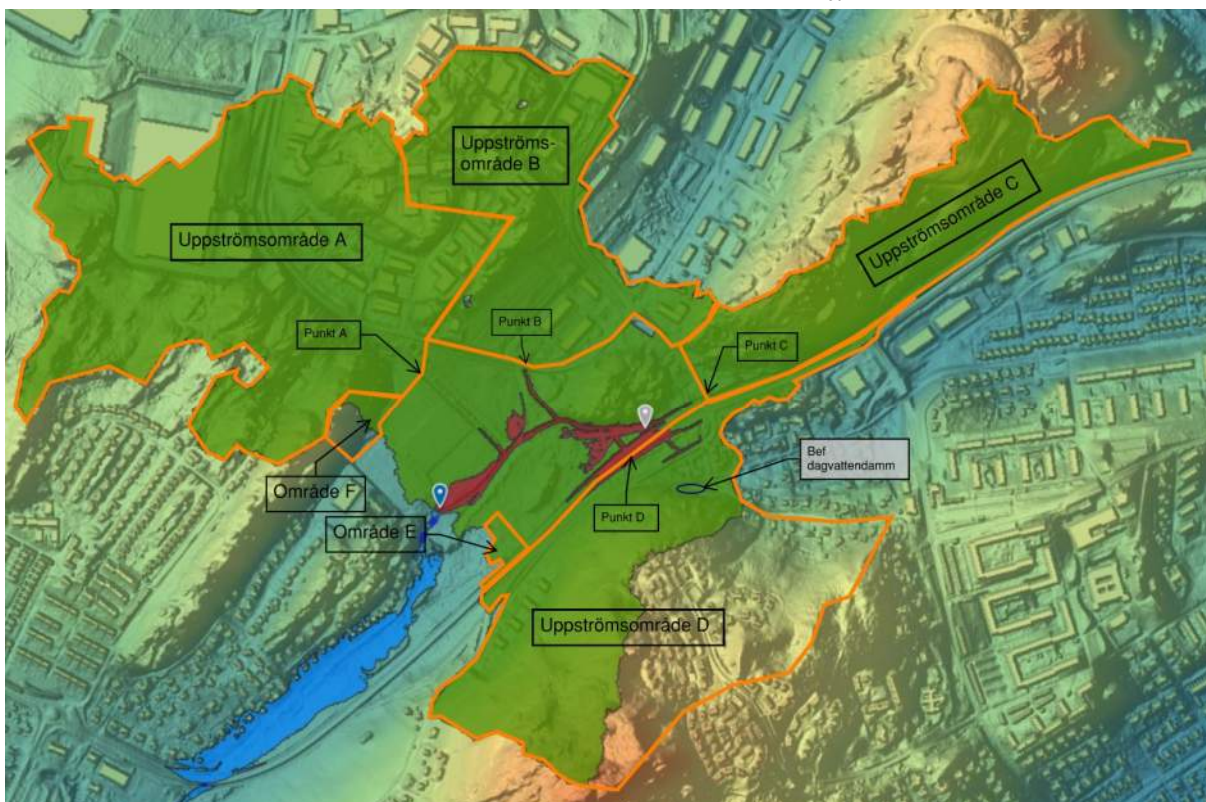 Uppströms-
område B
Uppströmsområde A
Uppströmsområde C
Punkt A
Punkt B
Punkt C
Bef
dagvattendamm
Område F
Punkt D
Område E
Uppströmsområde D